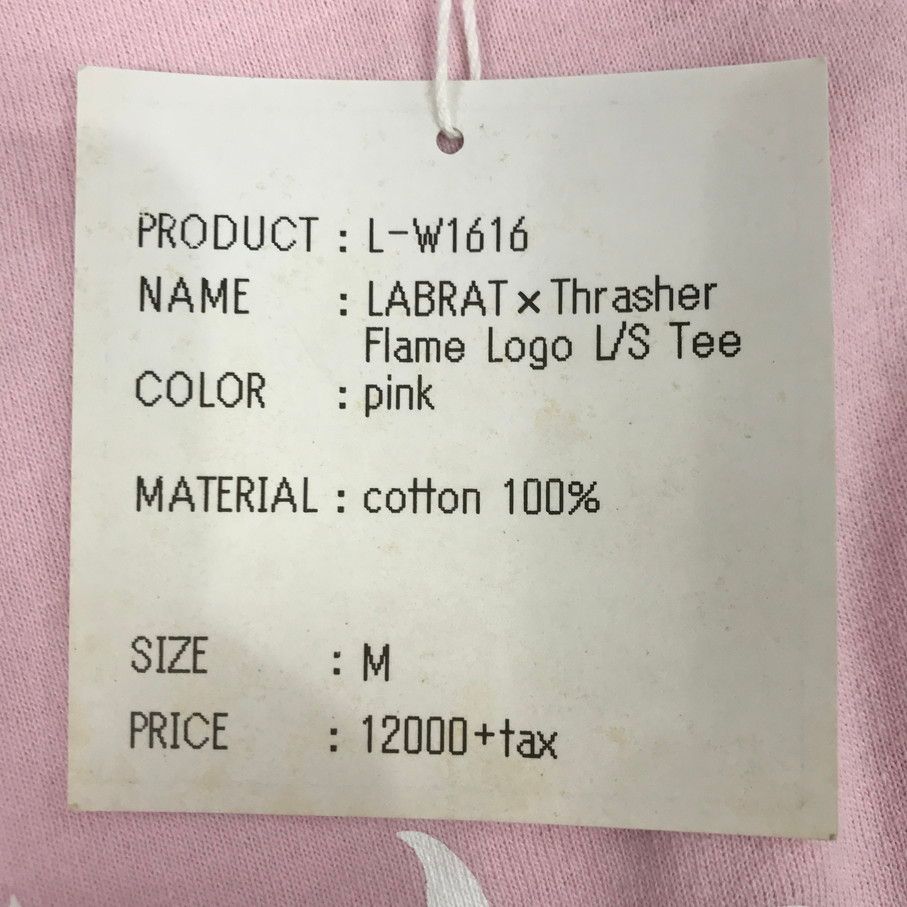 PRODUCT : L-W1616
NAME : LABRAT×Thrasher
Flame Logo L/S Tee
COLOR : pink
MATERIAL : cotton 100%
SIZE : M
PRICE : 12000+tax